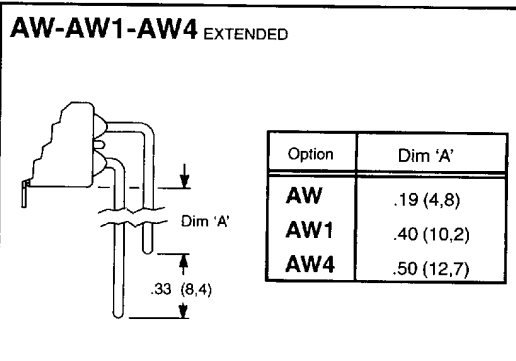 AW-AW1-AW4 EXTENDED
Option Dim 'A'
AW .19 (4,8)
AW1 .40 (10,2)
AW4 .50 (12,7)
Dim 'A'
.33 (8,4)